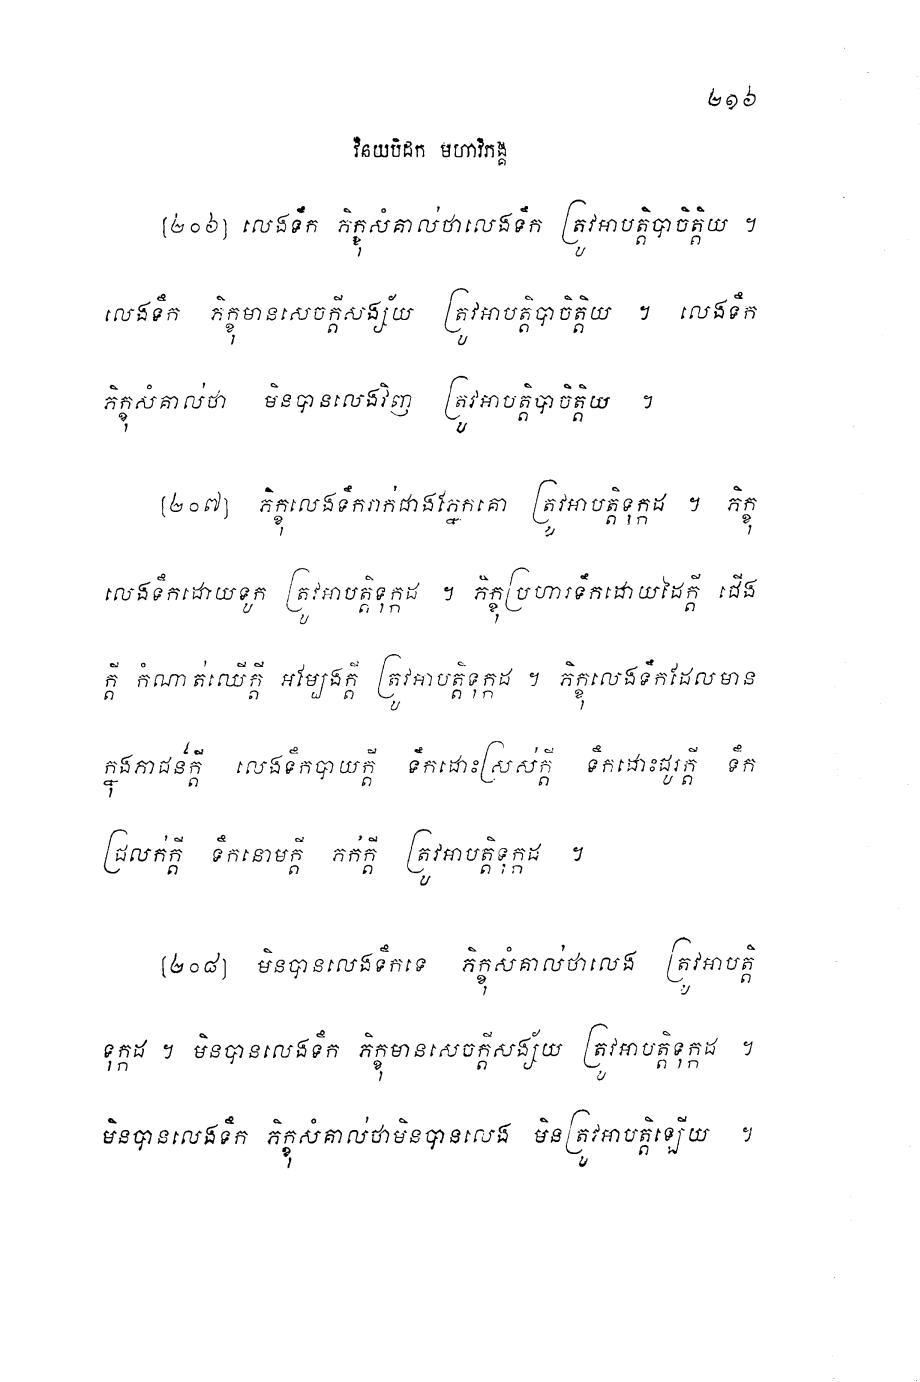 ២១៦
វិនយបិដក មហាវិភង្គ
[២០៦] លេងទឹក ភិក្ខុសំគាល់ថាលេងទឹក ត្រូវអាបត្តិបាចិត្តិយ ។
លេងទឹក ភិក្ខុមានសេចក្តីសង្ស័យ ត្រូវអាបត្តិបាចិត្តិយ ។ លេងទឹក
ភិក្ខុសំគាល់ថា មិនបានលេងវិញ ត្រូវអាបត្តិបាចិត្តិយ ។
[២០៧] ភិក្ខុលេងទឹករាក់ជាងភ្នែកគោ ត្រូវអាបត្តិទុក្កដ ។ ភិក្ខុ
លេងទឹកដោយទូក ត្រូវអាបត្តិទុក្កដ ។ ភិក្ខុប្រហារទឹកដោយដៃក្តី ជើង
ក្តី កំណាត់ឈើក្តី អម្បែងក្តី ត្រូវអាបត្តិទុក្កដ ។ ភិក្ខុលេងទឹកដែលមាន
ក្នុងភាជន៍ក្តី លេងទឹកបាយក្តី ទឹកដោះស្រស់ក្តី ទឹកដោះជូរក្តី ទឹក
ជ្រលក់ក្តី ទឹកនោមក្តី ភក់ក្តី ត្រូវអាបត្តិទុក្កដ ។
[២០៨] មិនបានលេងទឹកទេ ភិក្ខុសំគាល់ថាលេង ត្រូវអាបត្តិ
ទុក្កដ ។ មិនបានលេងទឹក ភិក្ខុមានសេចក្តីសង្ស័យ ត្រូវអាបត្តិទុក្កដ ។
មិនបានលេងទឹក ភិក្ខុសំគាល់ថាមិនបានលេង មិនត្រូវអាបត្តិឡើយ ។